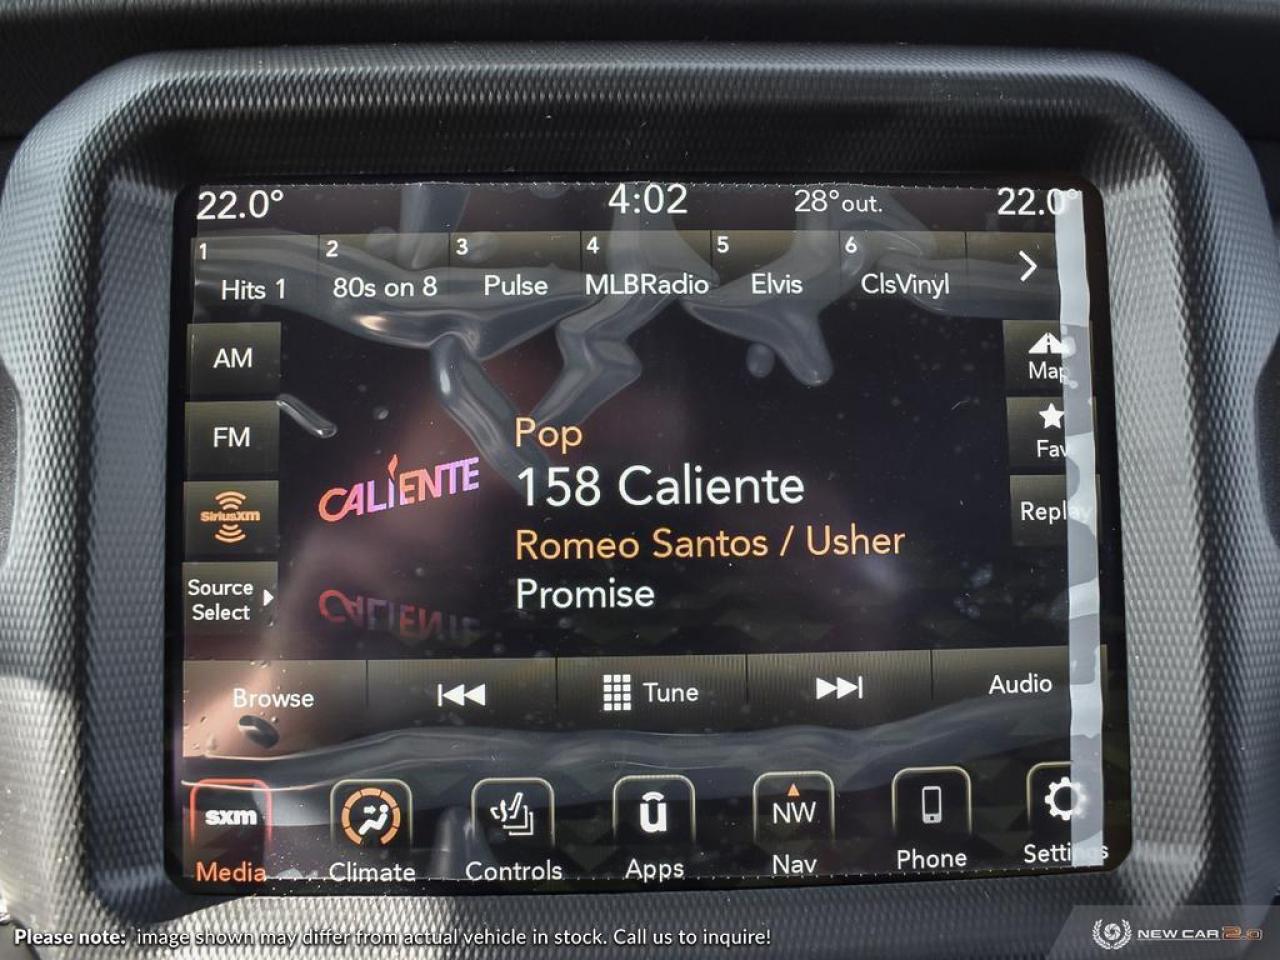 22.0° 4:02 28°out. 22.0°
1 2 3 4 5 6
Hits 1 80s on 8 Pulse MLBRadio Elvis ClsVinyl
AM
Map
FM
Fav
SiriusXM
Replay
Source
Select
CALIENTE
Pop
158 Caliente
Romeo Santos / Usher
Promise
Browse Tune Audio
sxm
NW
Media Climate Controls Apps Nav Phone Settings
Please note: image shown may differ from actual vehicle in stock. Call us to inquire!
NEW CAR 2.0